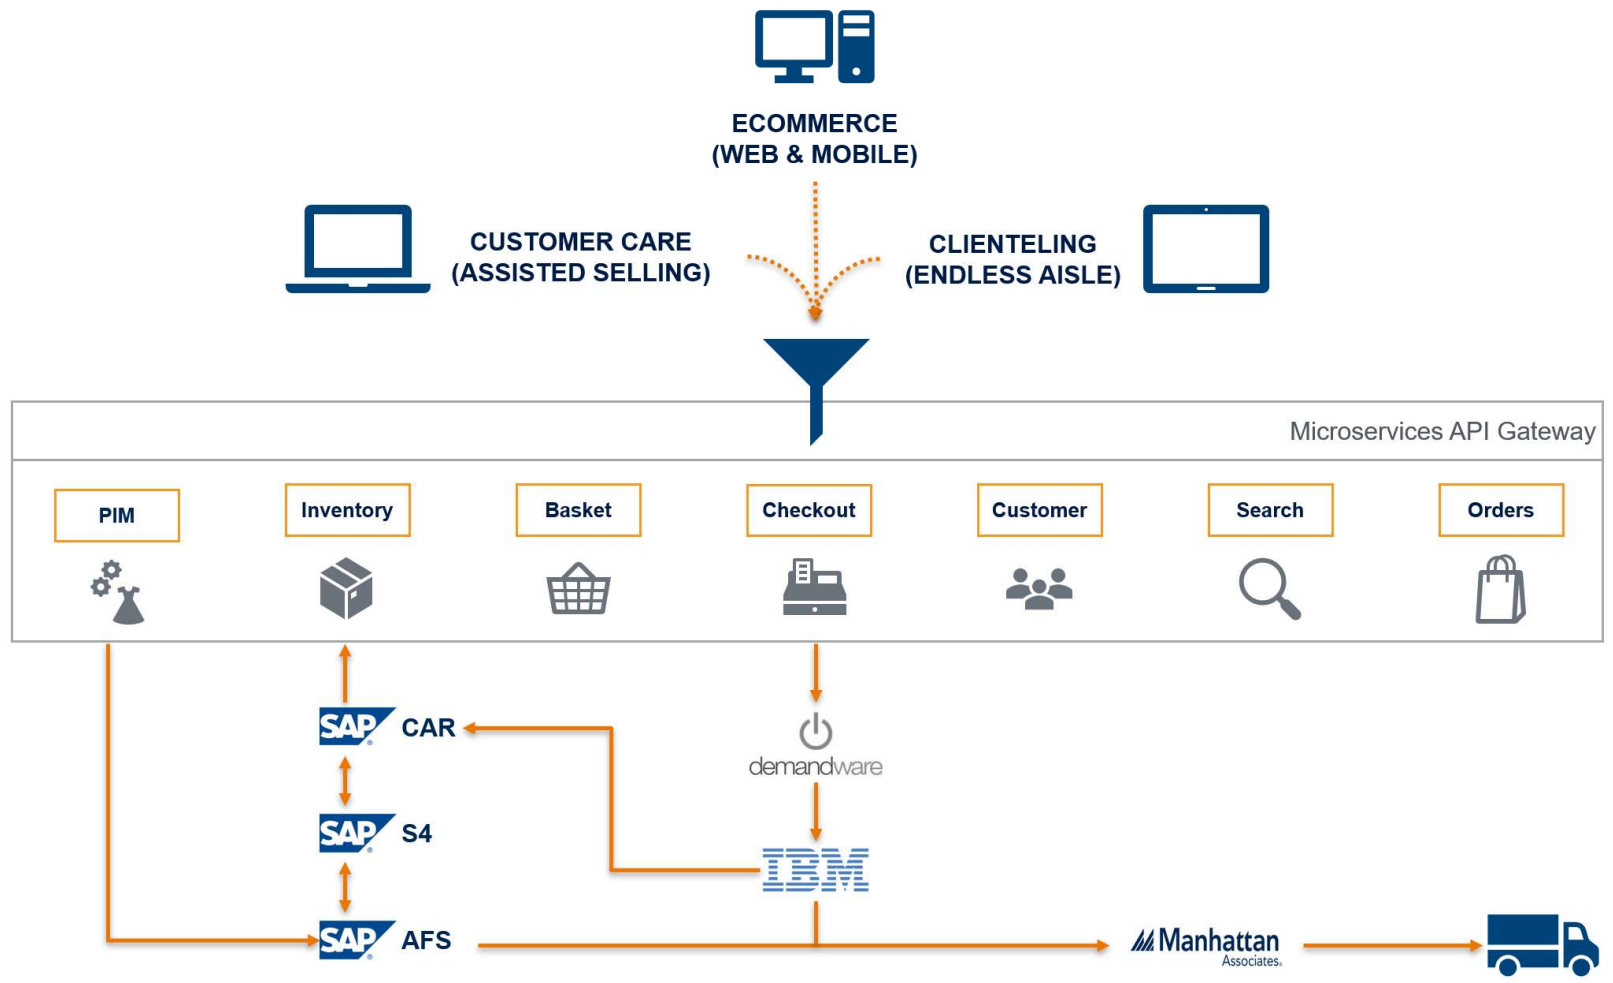 ECOMMERCE
(WEB & MOBILE)
CUSTOMER CARE
(ASSISTED SELLING)
CLIENTELING
(ENDLESS AISLE)
Microservices API Gateway
PIM
Inventory
Basket
Checkout
Customer
Search
Orders
SAP® CAR
demandware
SAP® S4
IBM
SAP® AFS
Manhattan
Associates®